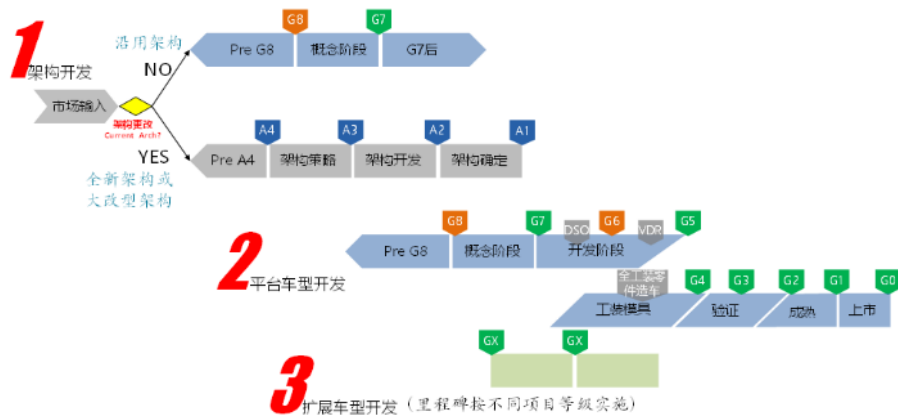 G8
G7
沿用架构
Pre G8
概念阶段
G7后
NO
1
架构开发
市场输入
架构更改
Current Arch?
A4
A3
A2
A1
YES
Pre A4
架构策略
架构开发
架构确定
全新架构或
大改型架构
G8
G7
DSO
G6
VDR
G5
2
Pre G8
概念阶段
开发阶段
平台车型开发
全工装零
件造车
G4
G3
G2
G1
G0
工装模具
验证
成熟
上市
GX
GX
3
扩展车型开发
(里程碑按不同项目等级实施)